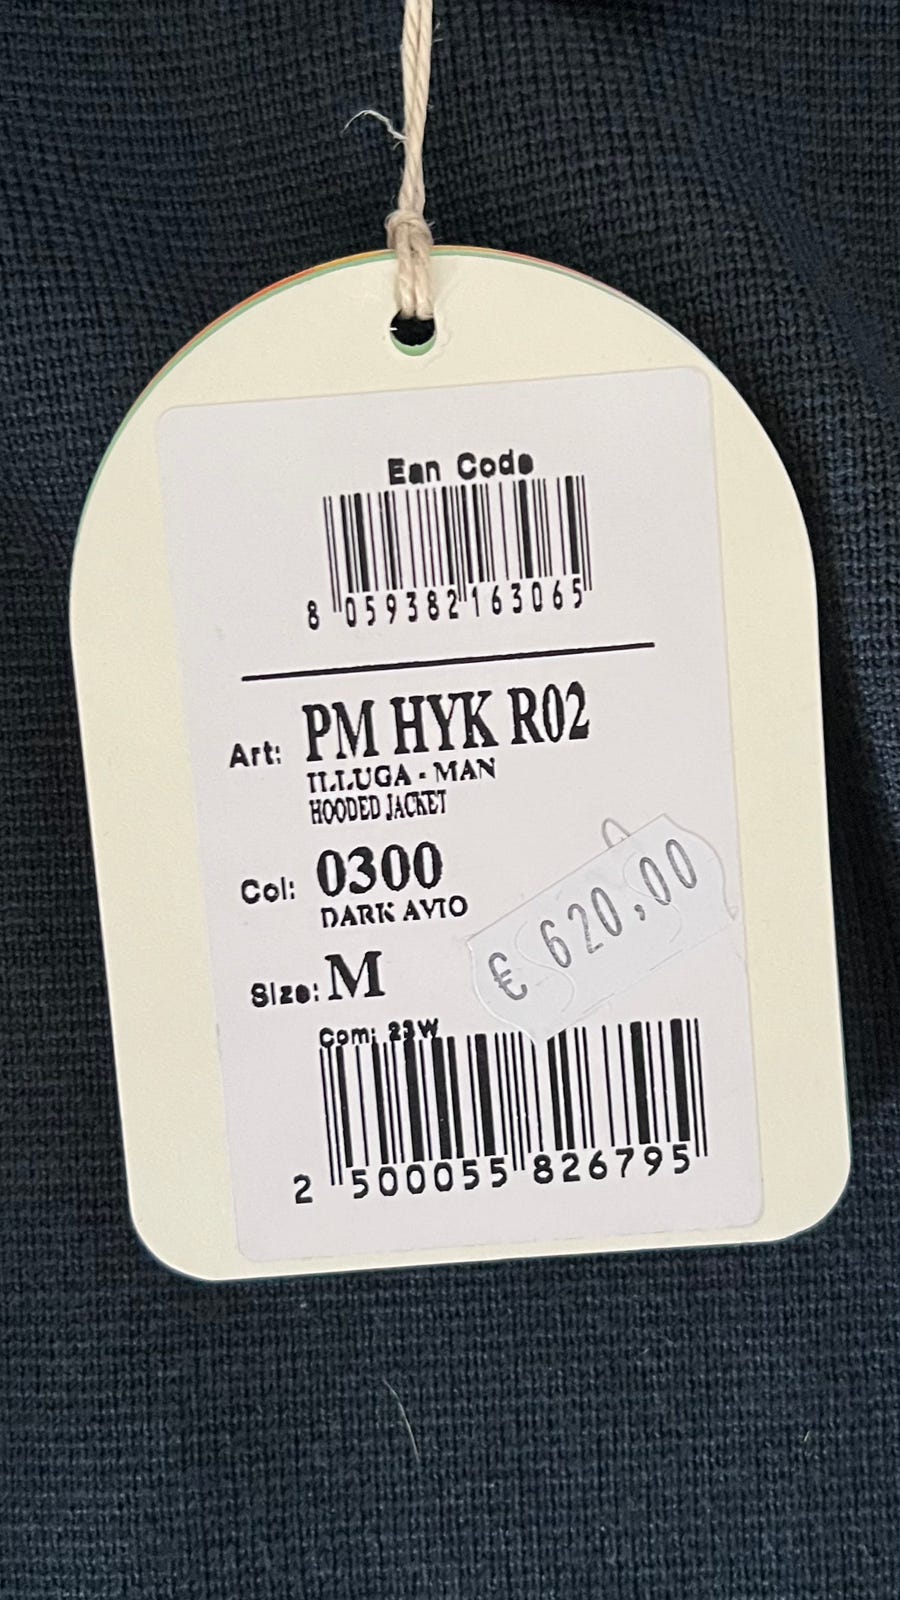 Ean Code
8 059382 163065
Art: PM HYK R02
ILLUGA - MAN
HOODED JACKET
Col: 0300
DARK AVIO
€ 620,00
Size: M
Com: 23W
2 500055 826795